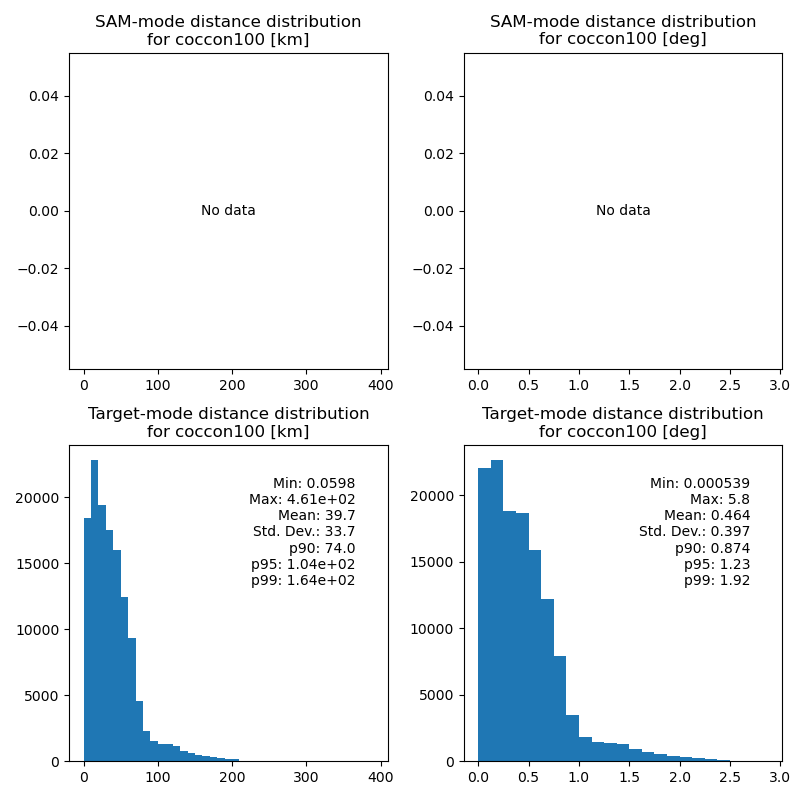 SAM-mode distance distribution
for coccon100 [km]
0.04
0.02
0.00
−0.02
−0.04
No data
0
100
200
300
400
SAM-mode distance distribution
for coccon100 [deg]
0.04
0.02
0.00
−0.02
−0.04
No data
0.0
0.5
1.0
1.5
2.0
2.5
3.0
Target-mode distance distribution
for coccon100 [km]
20000
15000
10000
5000
0
Min: 0.0598
Max: 4.61e+02
Mean: 39.7
Std. Dev.: 33.7
p90: 74.0
p95: 1.04e+02
p99: 1.64e+02
0
100
200
300
400
Target-mode distance distribution
for coccon100 [deg]
20000
15000
10000
5000
0
Min: 0.000539
Max: 5.8
Mean: 0.464
Std. Dev.: 0.397
p90: 0.874
p95: 1.23
p99: 1.92
0.0
0.5
1.0
1.5
2.0
2.5
3.0